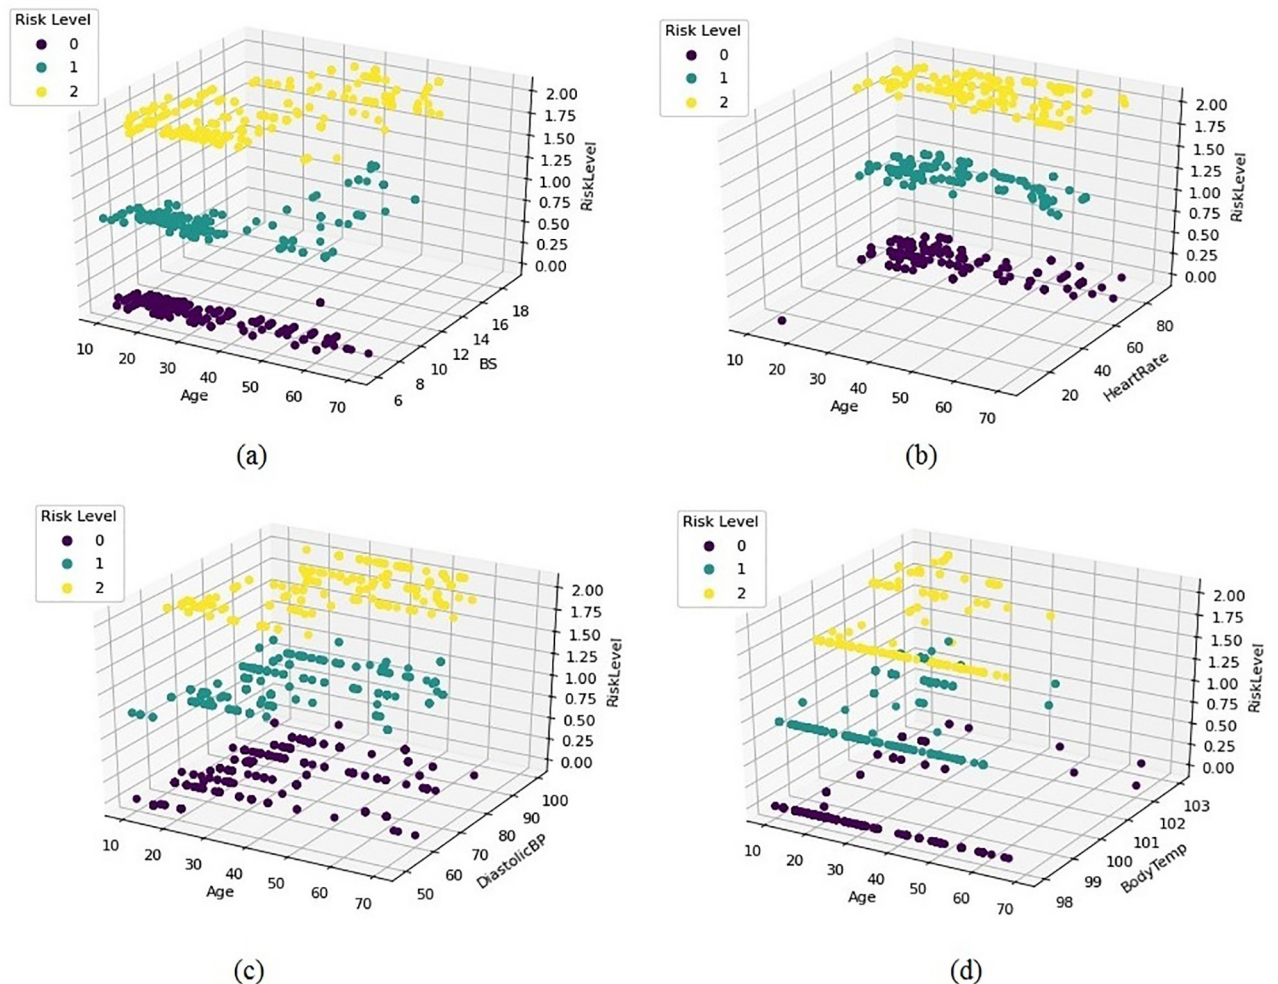 Risk Level
0
1
2
2.00
1.75
1.50
1.25
1.00
0.75
0.50
0.25
0.00
RiskLevel
10 20 30 40 50 60 70
Age
6 8 10 12 14 16 18
BS
(a)
Risk Level
0
1
2
2.00
1.75
1.50
1.25
1.00
0.75
0.50
0.25
0.00
RiskLevel
10 20 30 40 50 60 70
Age
20 40 60 80
HeartRate
(b)
Risk Level
0
1
2
2.00
1.75
1.50
1.25
1.00
0.75
0.50
0.25
0.00
RiskLevel
10 20 30 40 50 60 70
Age
50 60 70 80 90 100
DiastolicBP
(c)
Risk Level
0
1
2
2.00
1.75
1.50
1.25
1.00
0.75
0.50
0.25
0.00
RiskLevel
10 20 30 40 50 60 70
Age
98 99 100 101 102 103
BodyTemp
(d)